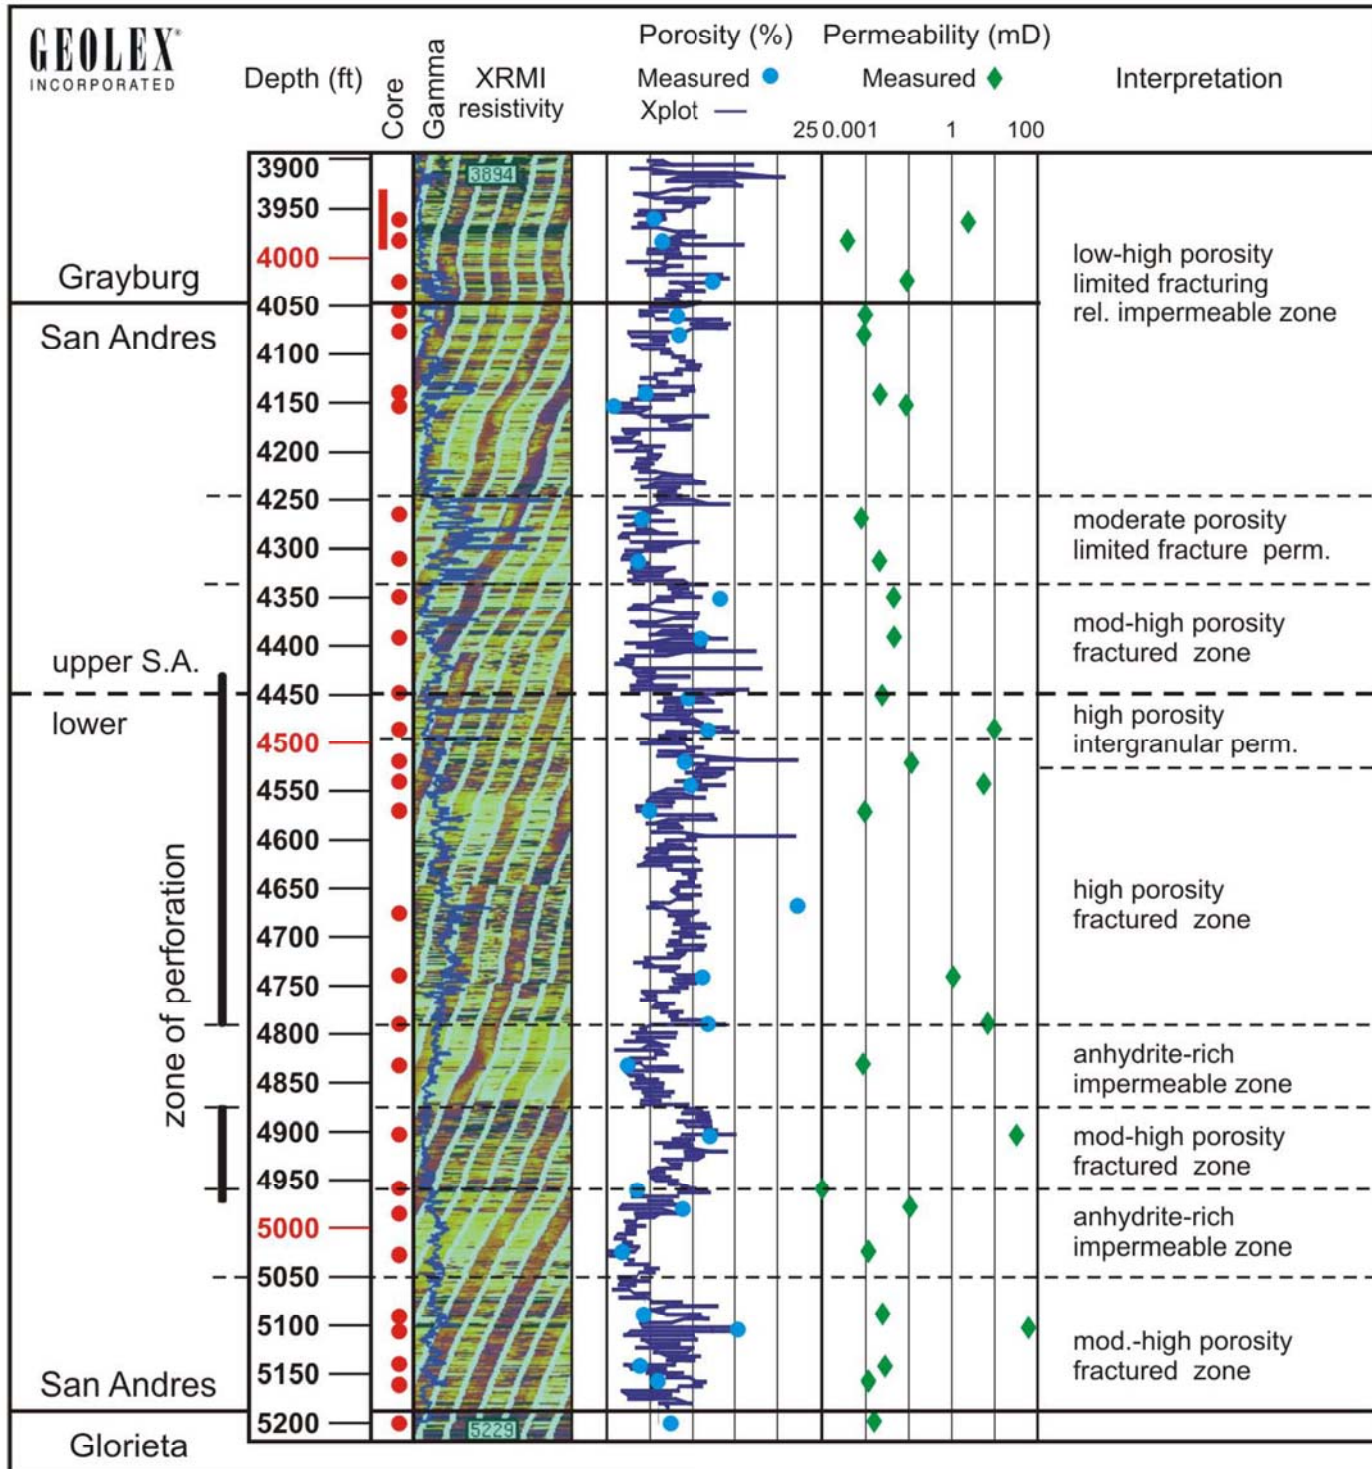 GEOLEX®
INCORPORATED
Depth (ft)
Core
Gamma
XRMI
resistivity
Porosity (%)
Measured
Xplot
Permeability (mD)
Measured
Interpretation
25 0.001 1 100
3900
3894
3950
4000
Grayburg
low-high porosity
limited fracturing
rel. impermeable zone
4050
San Andres
4100
4150
4200
4250
moderate porosity
limited fracture perm.
4300
4350
mod-high porosity
fractured zone
4400
upper S.A.
4450
lower
high porosity
intergranular perm.
4500
4550
4600
zone of perforation
4650
high porosity
fractured zone
4700
4750
4800
anhydrite-rich
impermeable zone
4850
4900
mod-high porosity
fractured zone
4950
5000
anhydrite-rich
impermeable zone
5050
5100
mod.-high porosity
fractured zone
5150
San Andres
5200
5229
Glorieta